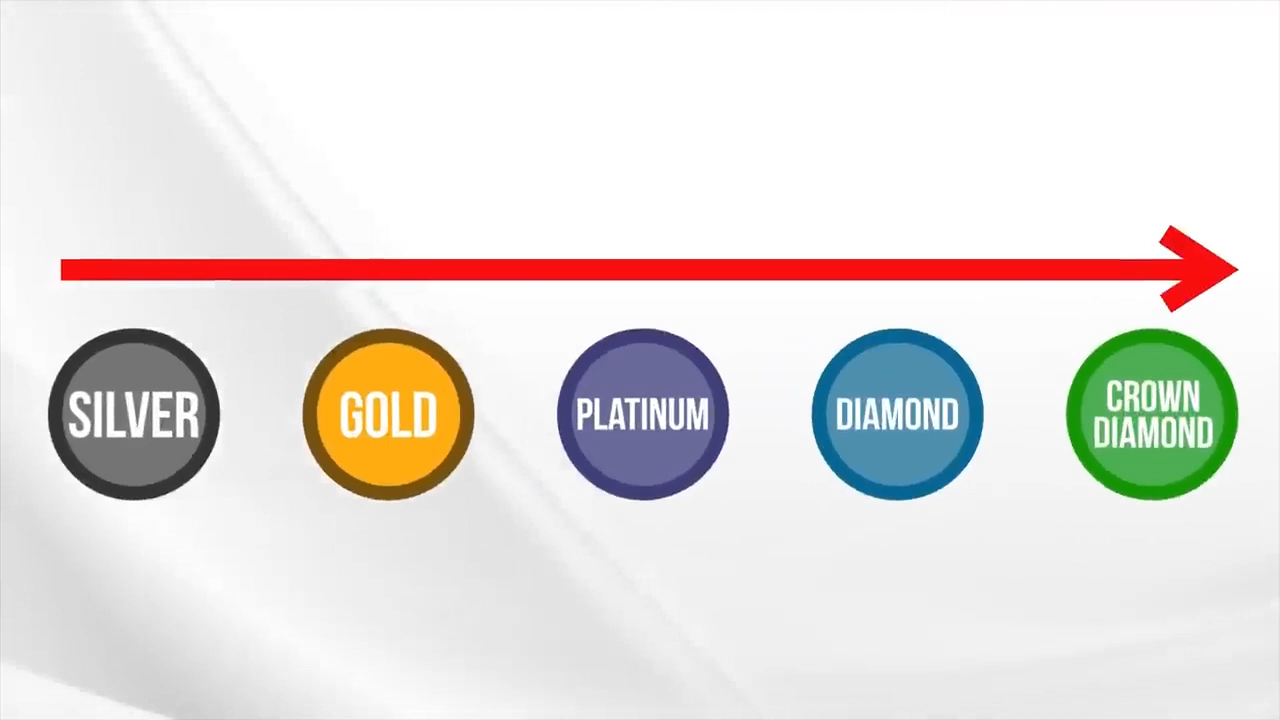 SILVER
GOLD
PLATINUM
DIAMOND
CROWN
DIAMOND